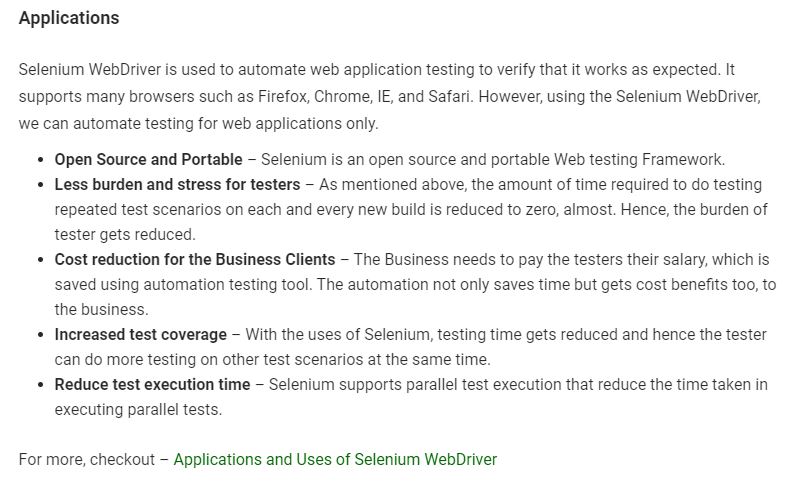 Applications
Selenium WebDriver is used to automate web application testing to verify that it works as expected. It
supports many browsers such as Firefox, Chrome, IE, and Safari. However, using the Selenium WebDriver,
we can automate testing for web applications only.
• Open Source and Portable – Selenium is an open source and portable Web testing Framework.
• Less burden and stress for testers – As mentioned above, the amount of time required to do testing
repeated test scenarios on each and every new build is reduced to zero, almost. Hence, the burden of
tester gets reduced.
• Cost reduction for the Business Clients – The Business needs to pay the testers their salary, which is
saved using automation testing tool. The automation not only saves time but gets cost benefits too, to
the business.
• Increased test coverage – With the uses of Selenium, testing time gets reduced and hence the tester
can do more testing on other test scenarios at the same time.
• Reduce test execution time – Selenium supports parallel test execution that reduce the time taken in
executing parallel tests.
For more, checkout – Applications and Uses of Selenium WebDriver